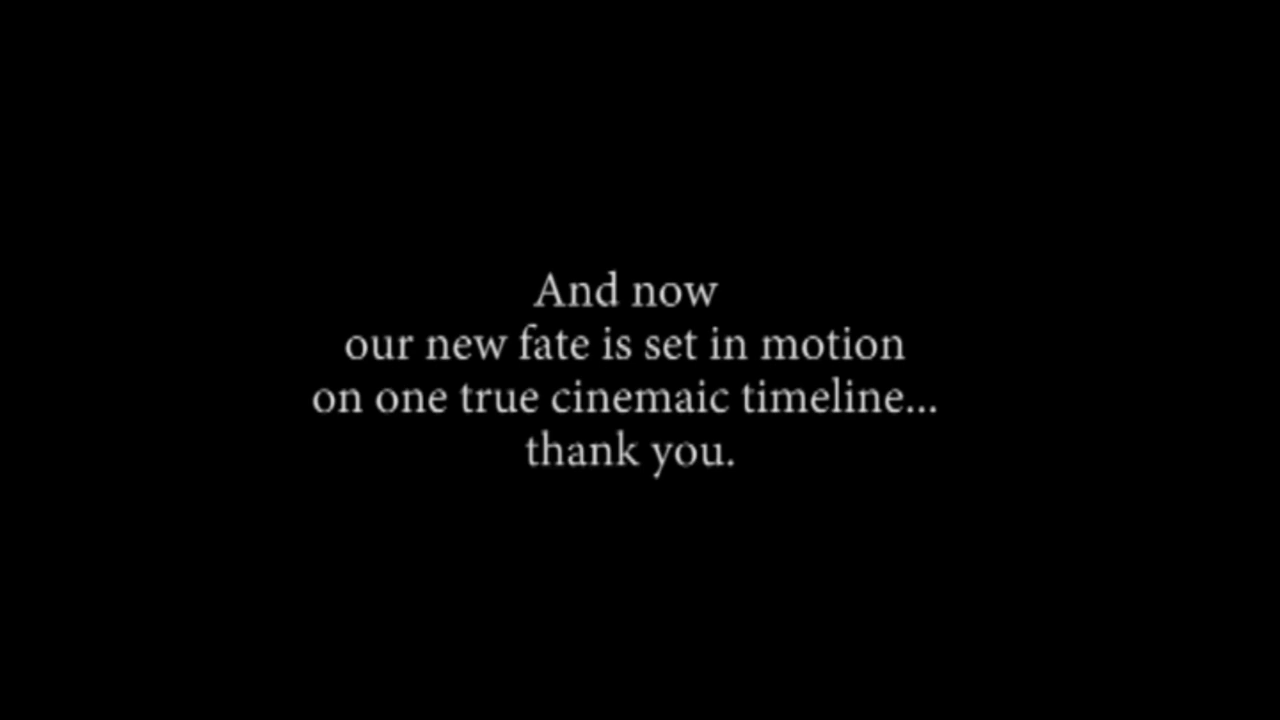 And now
our new fate is set in motion
on one true cinemaic timeline...
thank you.